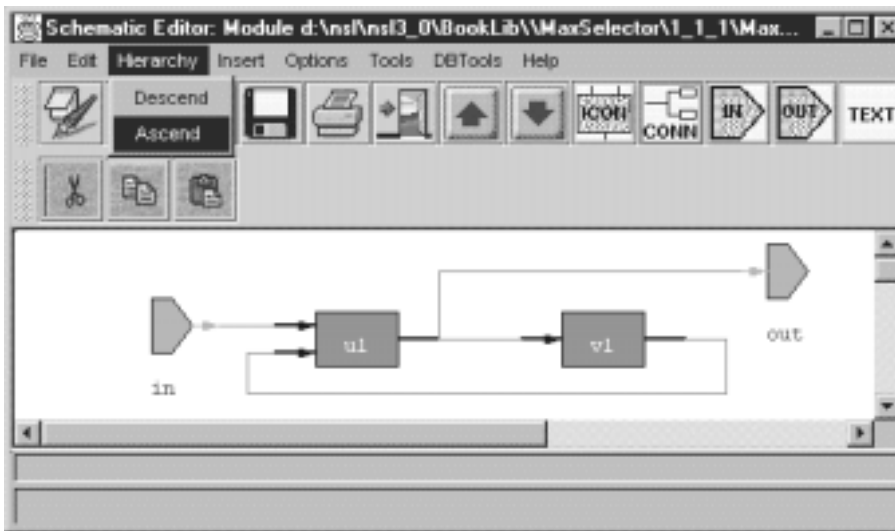 Schematic Editor: Module d:\nsl\nsl3_0\BookLib\\MaxSelector\1_1_1\Max...
File Edit Hierarchy Insert Options Tools DBTools Help
Descend
Ascend
ICON CONN IN OUT TEXT
in
u1
v1
out